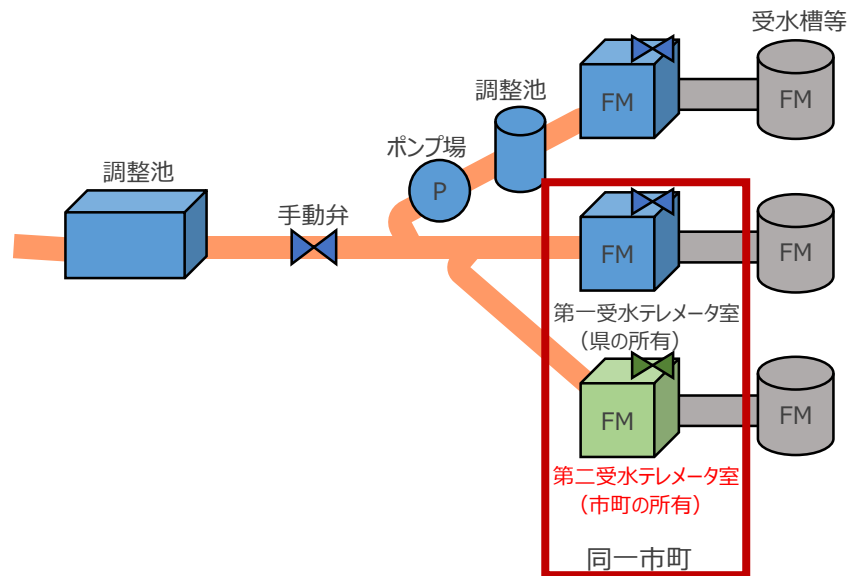 受水槽等
FM
FM
調整池
ポンプ場
P
調整池
手動弁
FM
FM
第一受水テレメータ室
（県の所有）
FM
FM
第二受水テレメータ室
（市町の所有）
同一市町